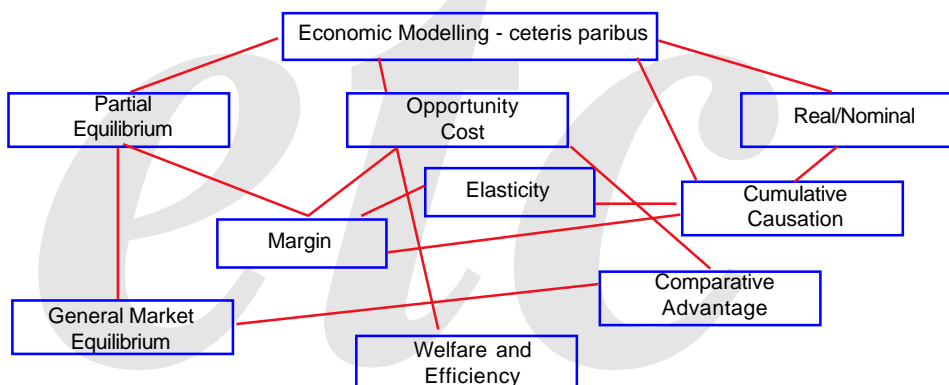 Economic Modelling - ceteris paribus
Partial
Equilibrium
Opportunity
Cost
Real/Nominal
Elasticity
Cumulative
Causation
Margin
Comparative
Advantage
General Market
Equilibrium
Welfare and
Efficiency
etc